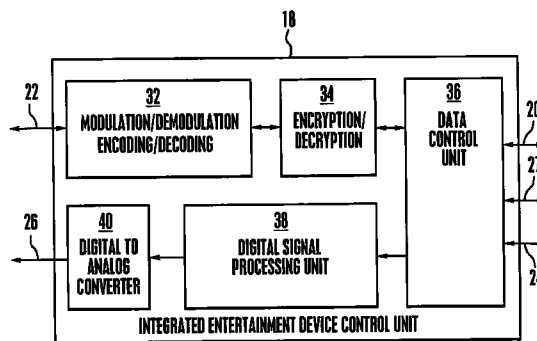 18
22
32
MODULATION/DEMODULATION
ENCODING/DECODING
34
ENCRYPTION/
DECRYPTION
36
DATA
CONTROL
UNIT
27
26
40
DIGITAL TO
ANALOG
CONVERTER
38
DIGITAL SIGNAL
PROCESSING UNIT
INTEGRATED ENTERTAINMENT DEVICE CONTROL UNIT